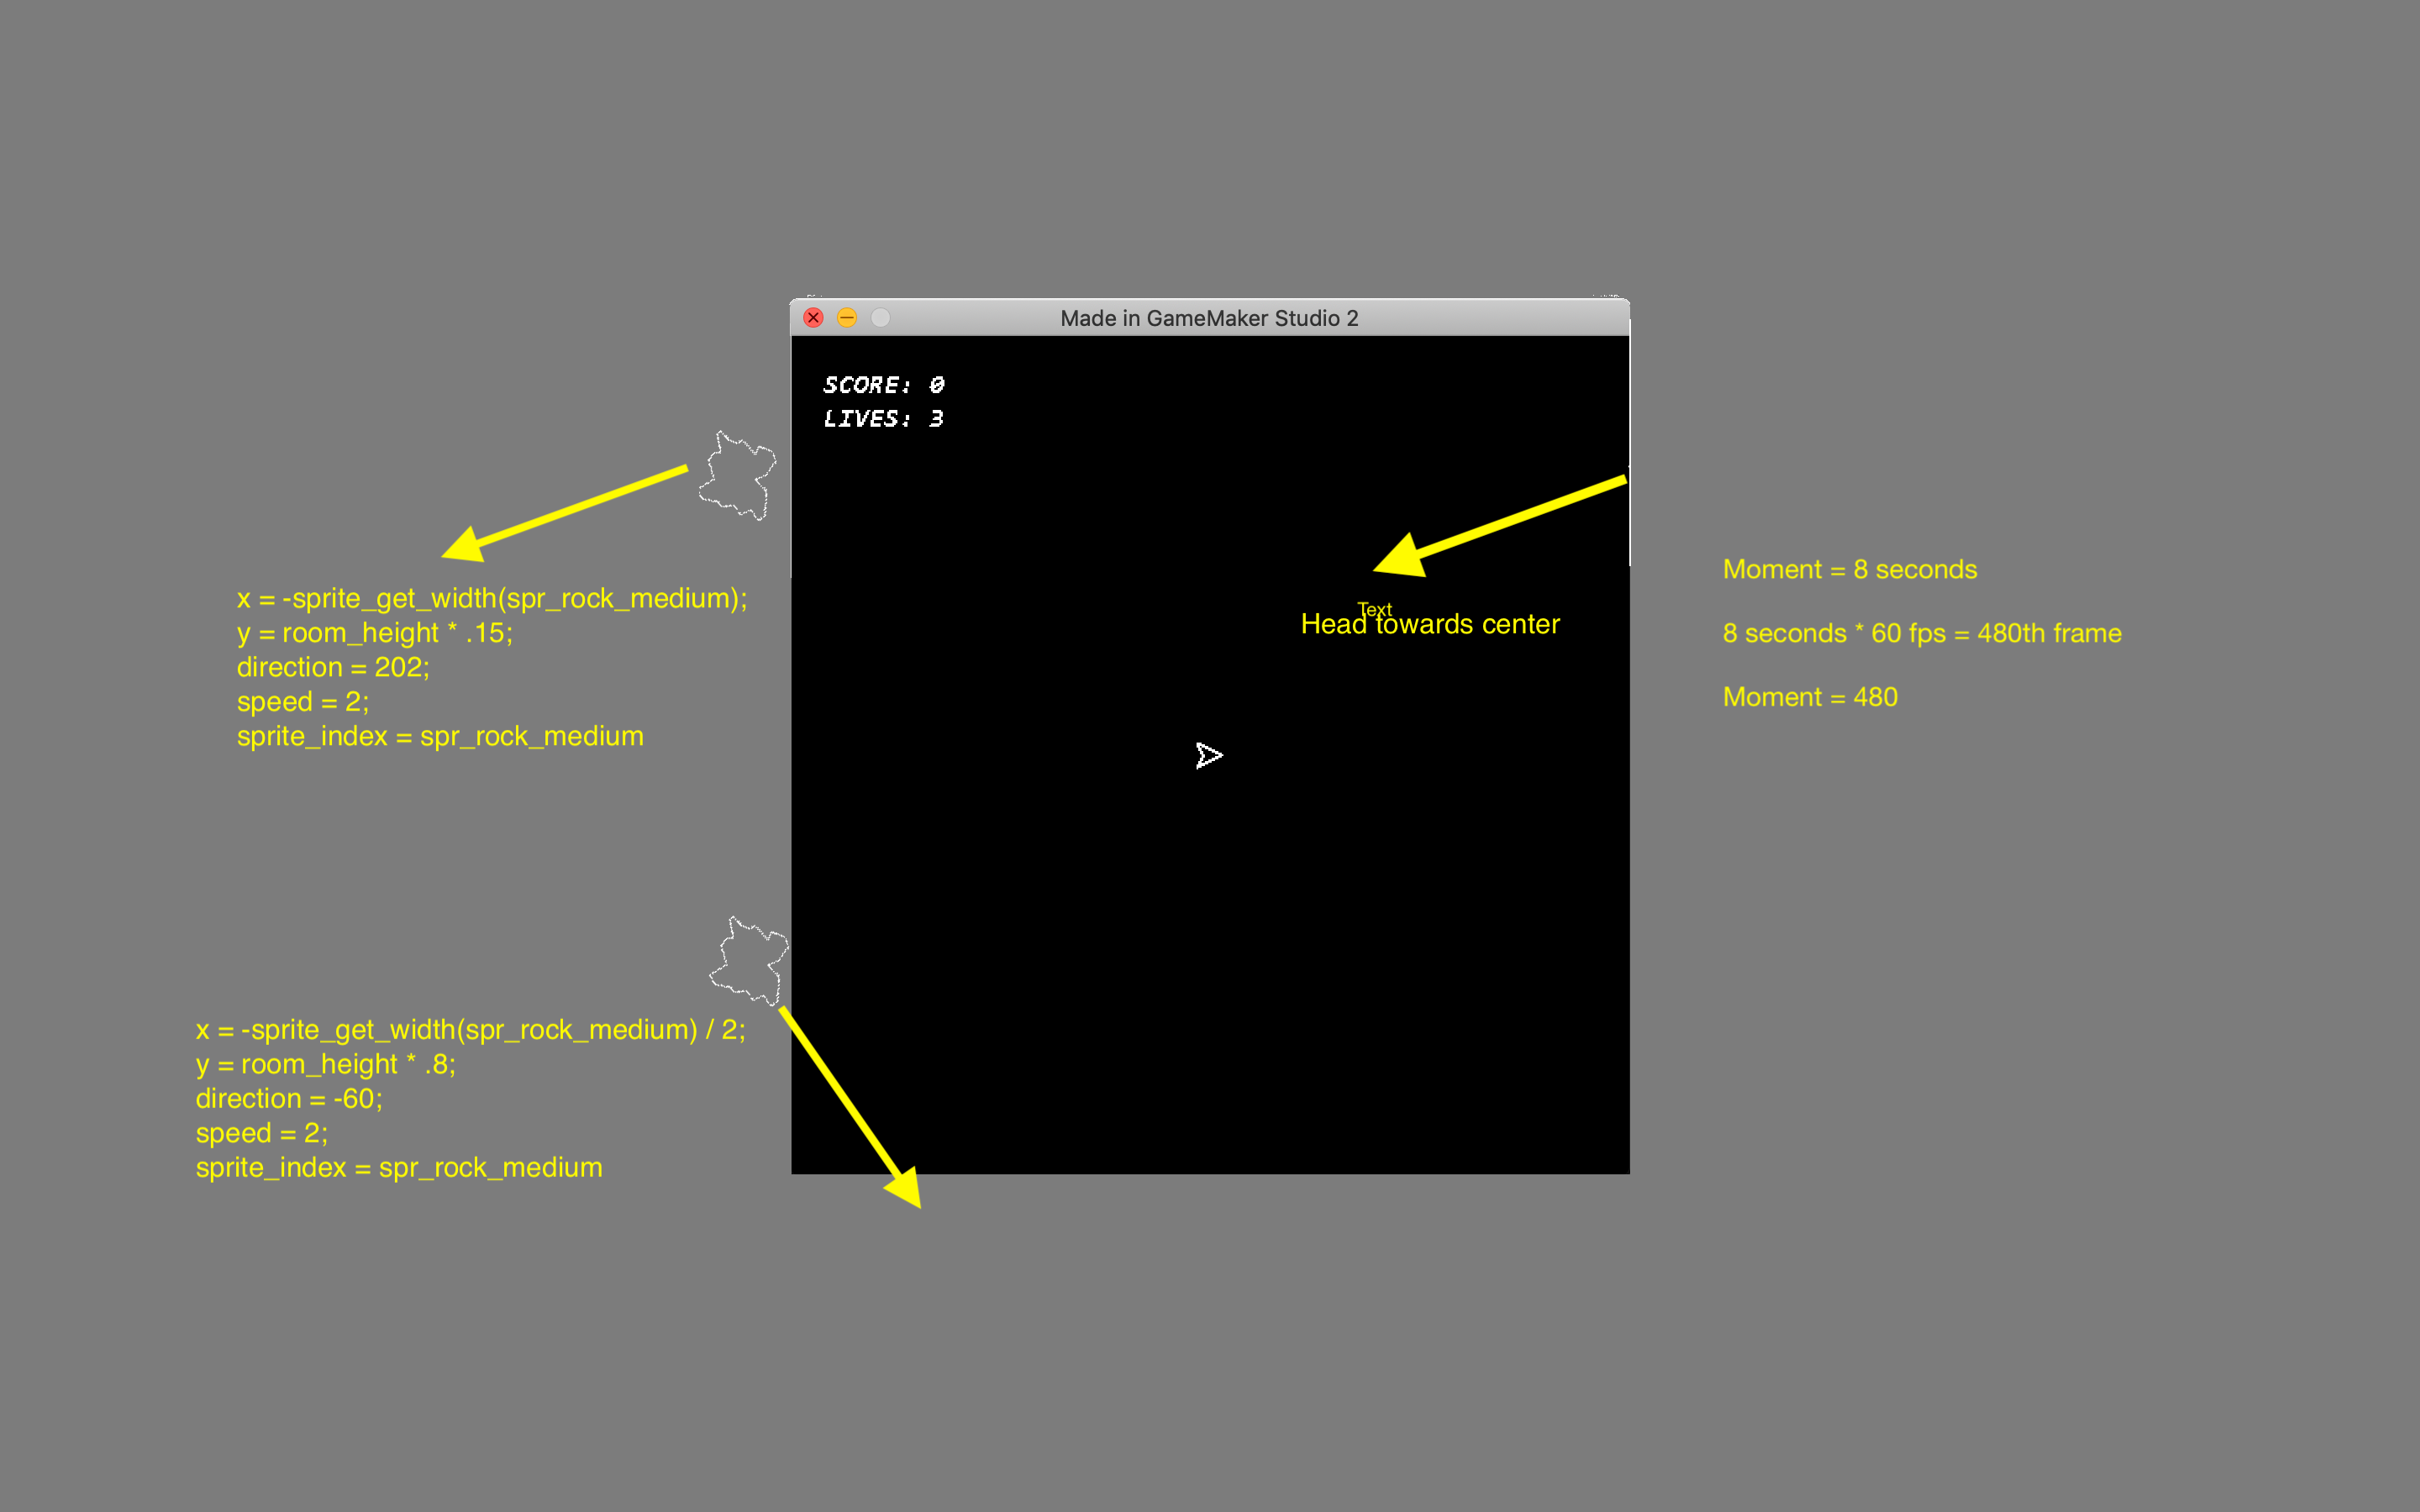 Made in GameMaker Studio 2
SCORE: 0
LIVES: 3
x = -sprite_get_width(spr_rock_medium);
y = room_height * .15;
direction = 202;
speed = 2;
sprite_index = spr_rock_medium
Text
Head towards center
Moment = 8 seconds
8 seconds * 60 fps = 480th frame
Moment = 480
x = -sprite_get_width(spr_rock_medium) / 2;
y = room_height * .8;
direction = -60;
speed = 2;
sprite_index = spr_rock_medium